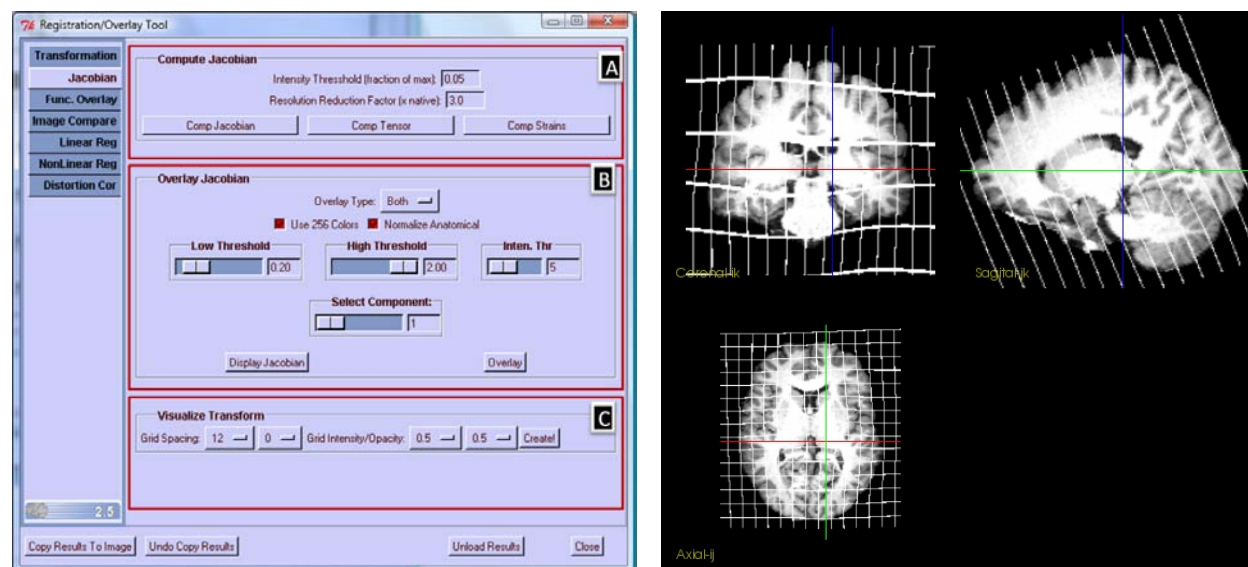 Registration/Overlay Tool
Transformation
Jacobian
Func. Overlay
Image Compare
Linear Reg
NonLinear Reg
Distortion Cor
2.5
Compute Jacobian
A
Intensity Thresshold (fraction of max): 0.05
Resolution Reduction Factor (x native): 3.0
Comp Jacobian Comp Tensor Comp Strains
Overlay Jacobian
B
Overlay Type: Both
Use 256 Colors Normalize Anatomical
Low Threshold High Threshold Inten. Thr
0.20 2.00 5
Select Component:
1
Display Jacobian Overlay
Visualize Transform
C
Grid Spacing: 12 0 Grid Intensity/Opacity: 0.5 0.5 Create!
Copy Results To Image Undo Copy Results Unload Results Close
Coronal-ik
Sagittal-jk
Axial-ij